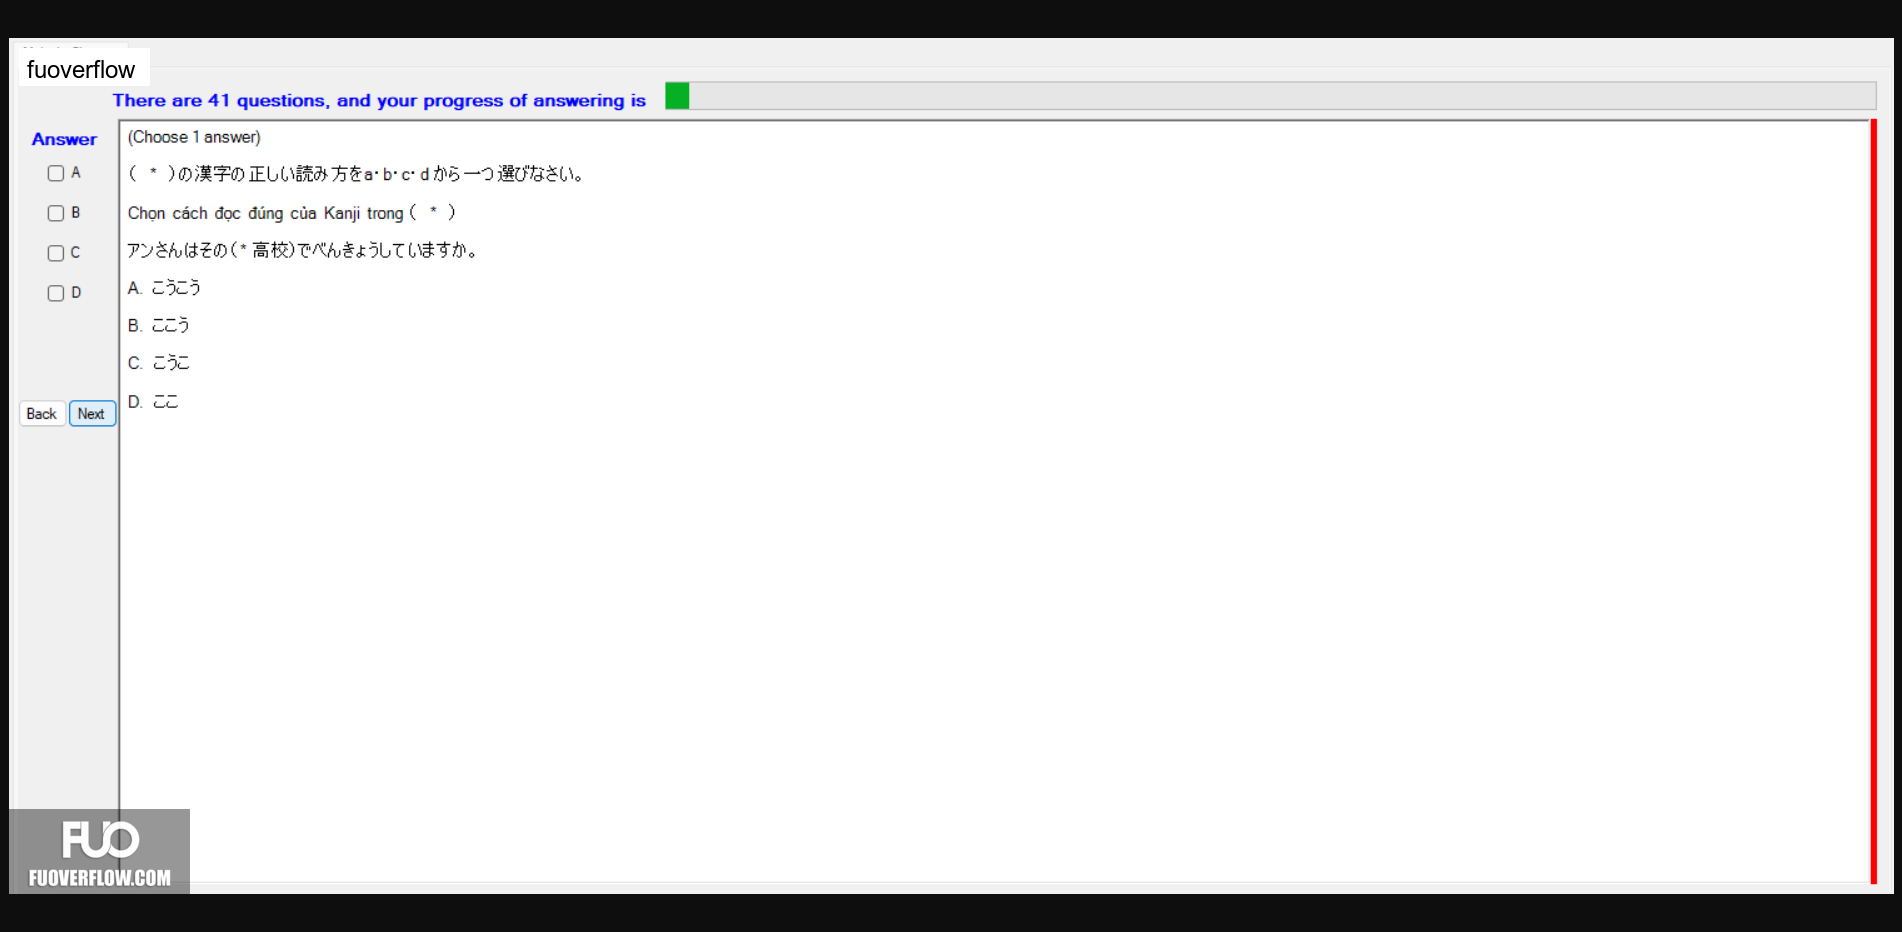 fuoverflow
There are 41 questions, and your progress of answering is
Answer
(Choose 1 answer)
A
( * )の漢字の正しい読み方をa・b・c・dから一つ選びなさい。
B
Chọn cách đọc đúng của Kanji trong ( * )
C
アンさんはその(* 高校)でべんきょうしていますか。
D
A. こうこう
B. ここう
C. こうこ
D. ここ
Back Next
FUO
FUOVERFLOW.COM